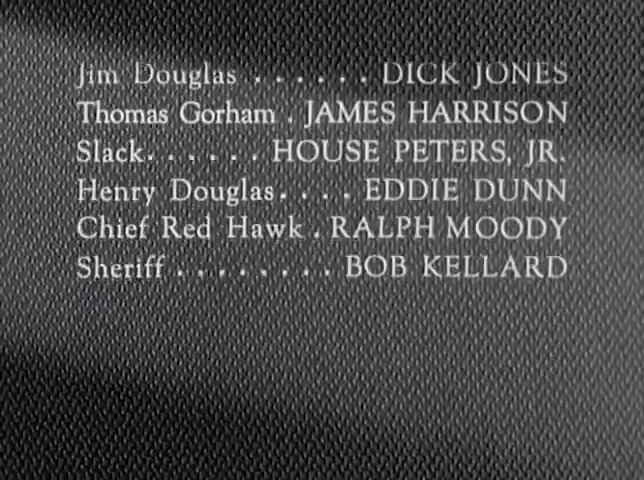 Jim Douglas . . . . . . DICK JONES
Thomas Gorham . JAMES HARRISON
Slack. . . . . . HOUSE PETERS, JR.
Henry Douglas. . . . EDDIE DUNN
Chief Red Hawk . RALPH MOODY
Sheriff . . . . . . . . BOB KELLARD